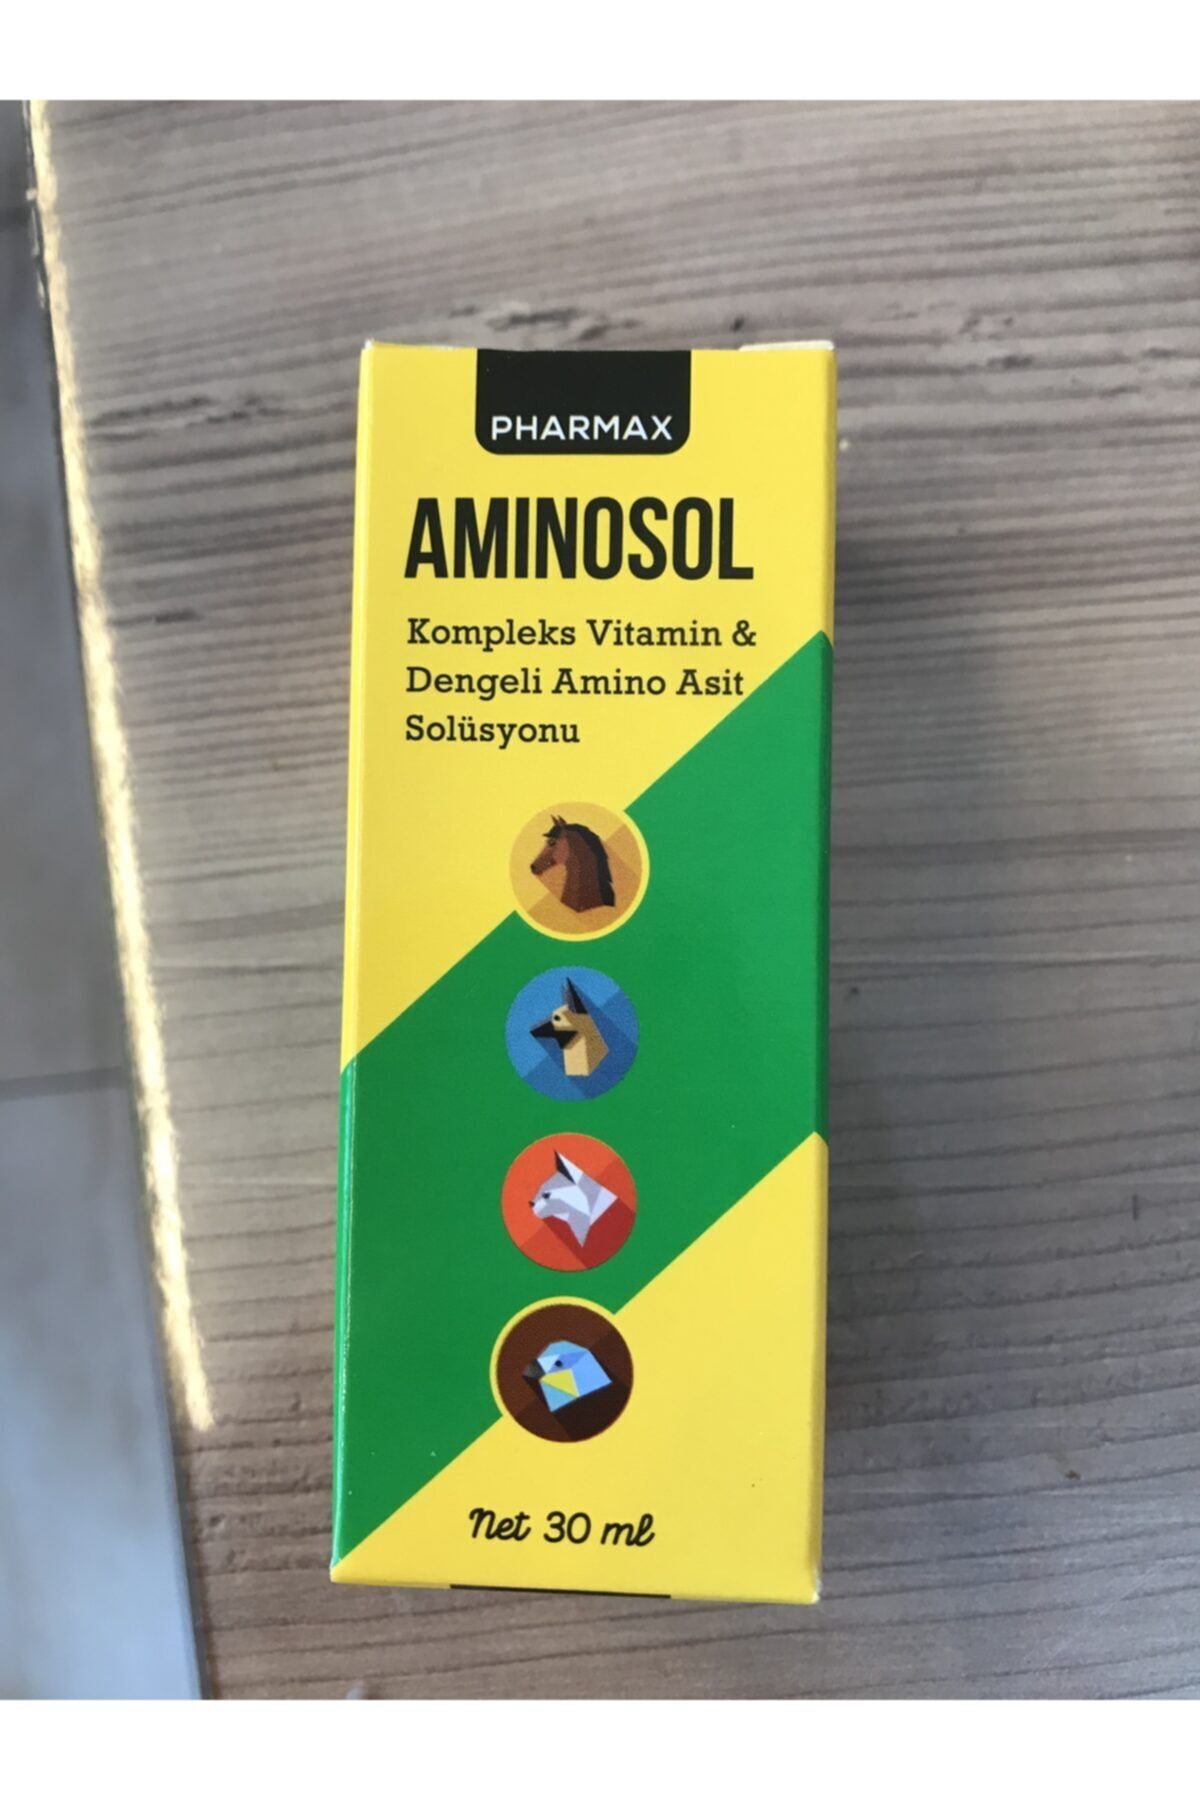 PHARMAX
AMINOSOL
Kompleks Vitamin &
Dengeli Amino Asit
Solüsyonu
Net 30 ml